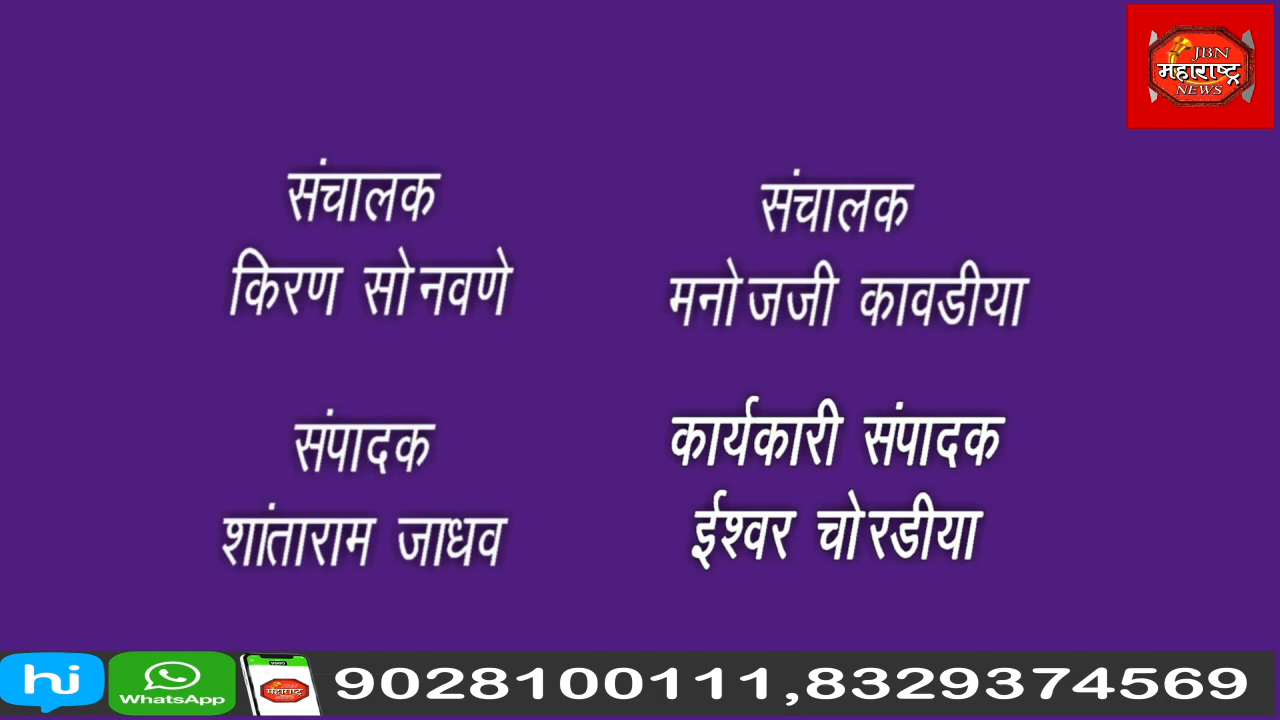 JBN
महाराष्ट्र
NEWS
संचालक
किरण सोनवणे
संचालक
मनोजजी कावडीया
संपादक
शांताराम जाधव
कार्यकारी संपादक
ईश्वर चोरडीया
hi
WhatsApp
महाराष्ट्र
9028100111,8329374569